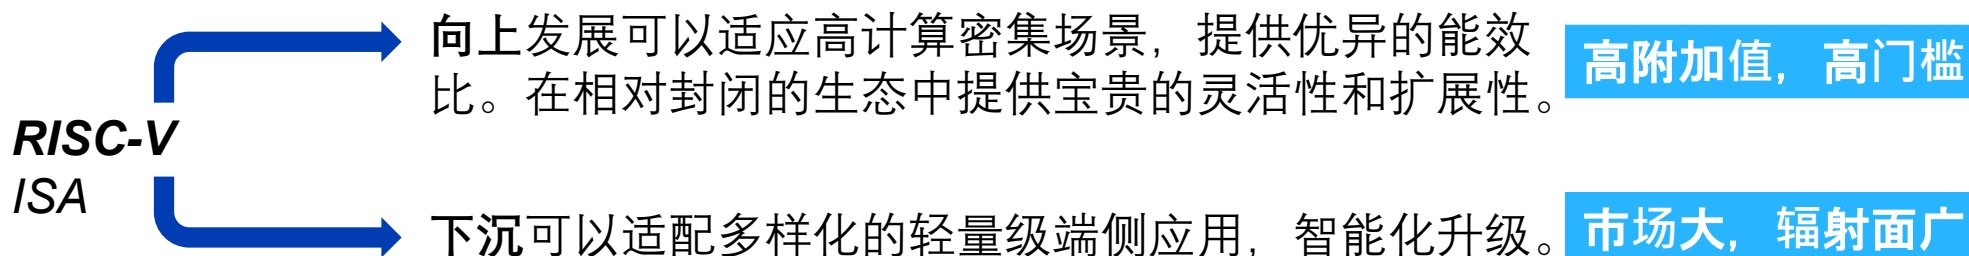 向上发展可以适应高计算密集场景，提供优异的能效
比。在相对封闭的生态中提供宝贵的灵活性和扩展性。
高附加值，高门槛
RISC-V
ISA
下沉可以适配多样化的轻量级端侧应用，智能化升级。
市场大，辐射面广